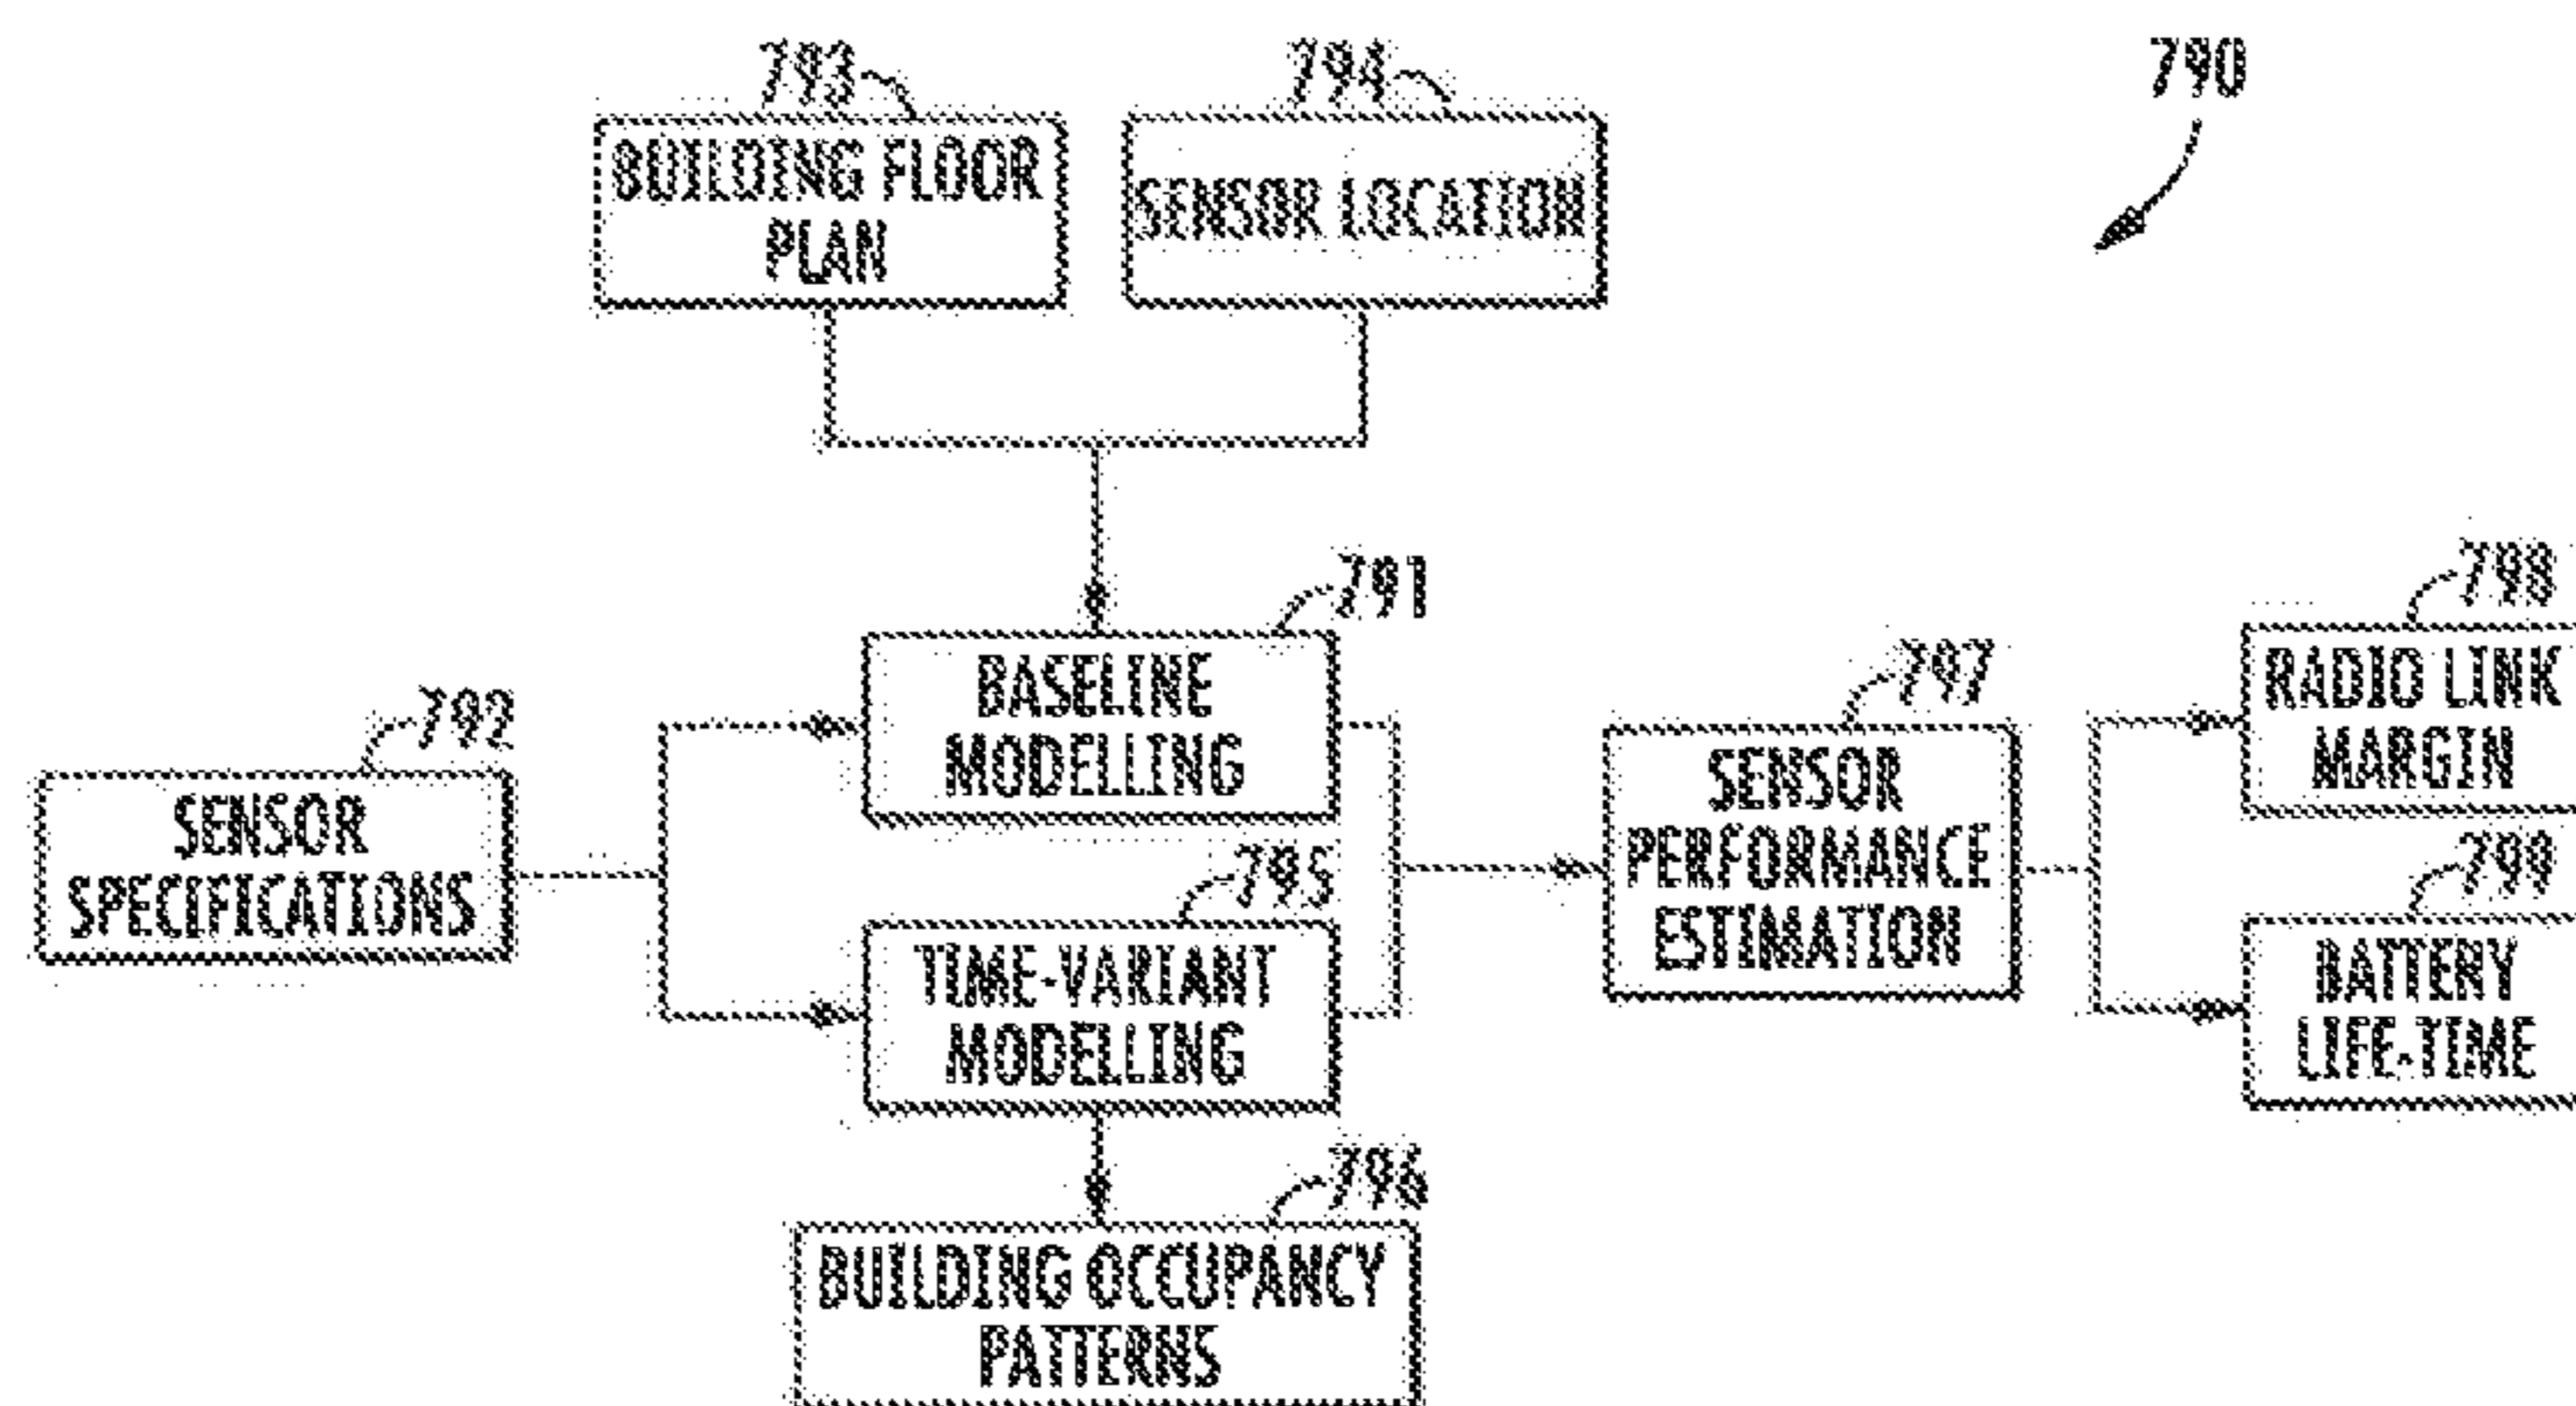 793
794
790
BUILDING FLOOR
PLAN
SENSOR LOCATION
791
798
BASELINE
MODELLING
797
RADIO LINK
MARGIN
792
SENSOR
SPECIFICATIONS
SENSOR
PERFORMANCE
ESTIMATION
795
799
TIME-VARIANT
MODELLING
BATTERY
LIFE-TIME
796
BUILDING OCCUPANCY
PATTERNS